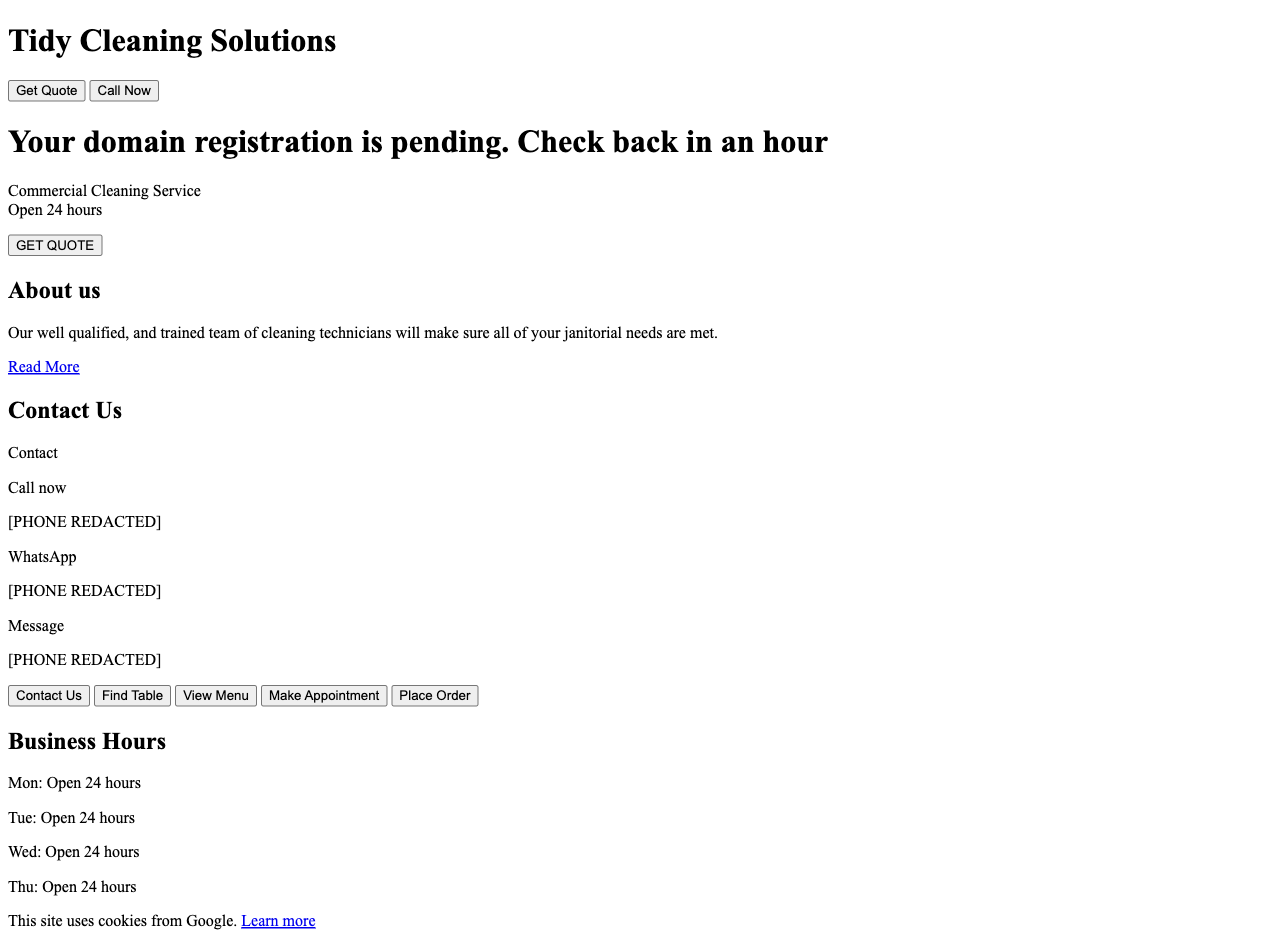 Tidy Cleaning Solutions
Get Quote Call Now
Your domain registration is pending. Check back in an hour
Commercial Cleaning Service
Open 24 hours
GET QUOTE
About us
Our well qualified, and trained team of cleaning technicians will make sure all of your janitorial needs are met.
Read More
Contact Us
Contact
Call now
[PHONE REDACTED]
WhatsApp
[PHONE REDACTED]
Message
[PHONE REDACTED]
Contact Us Find Table View Menu Make Appointment Place Order
Business Hours
Mon: Open 24 hours
Tue: Open 24 hours
Wed: Open 24 hours
Thu: Open 24 hours
This site uses cookies from Google. Learn more